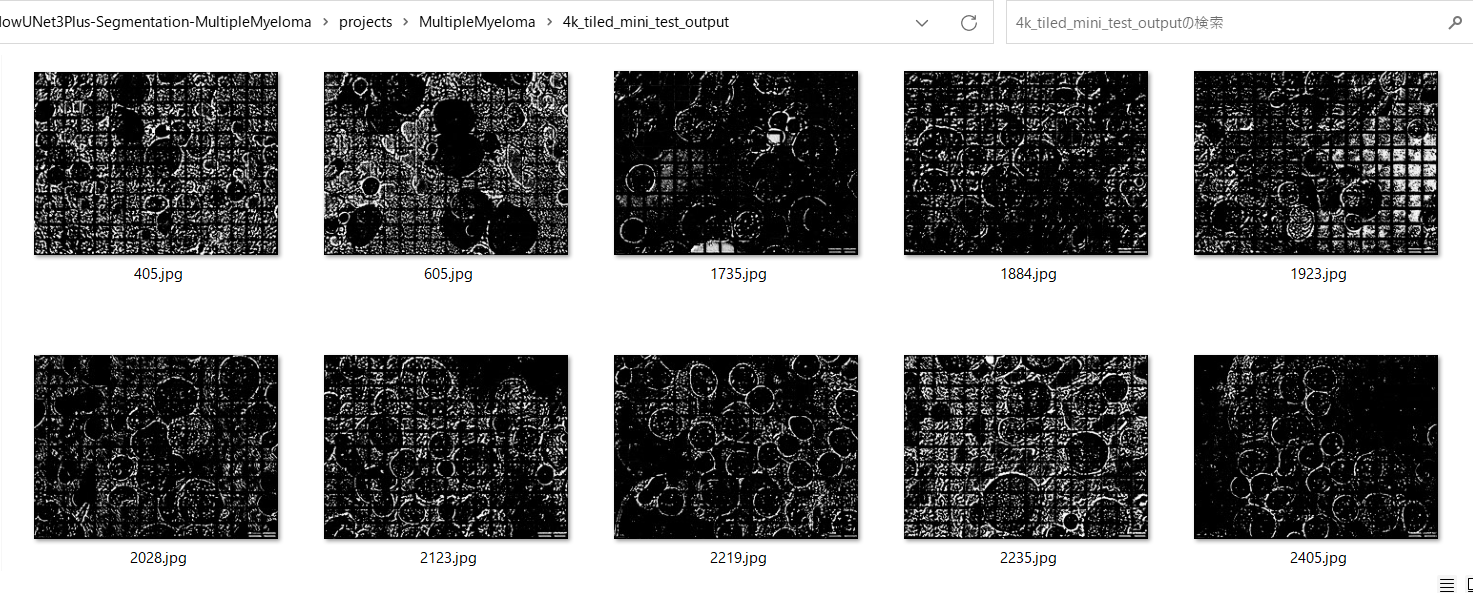 lowUNet3Plus-Segmentation-MultipleMyeloma > projects > MultipleMyeloma > 4k_tiled_mini_test_output
4k_tiled_mini_test_outputの検索
405.jpg
605.jpg
1735.jpg
1884.jpg
1923.jpg
2028.jpg
2123.jpg
2219.jpg
2235.jpg
2405.jpg